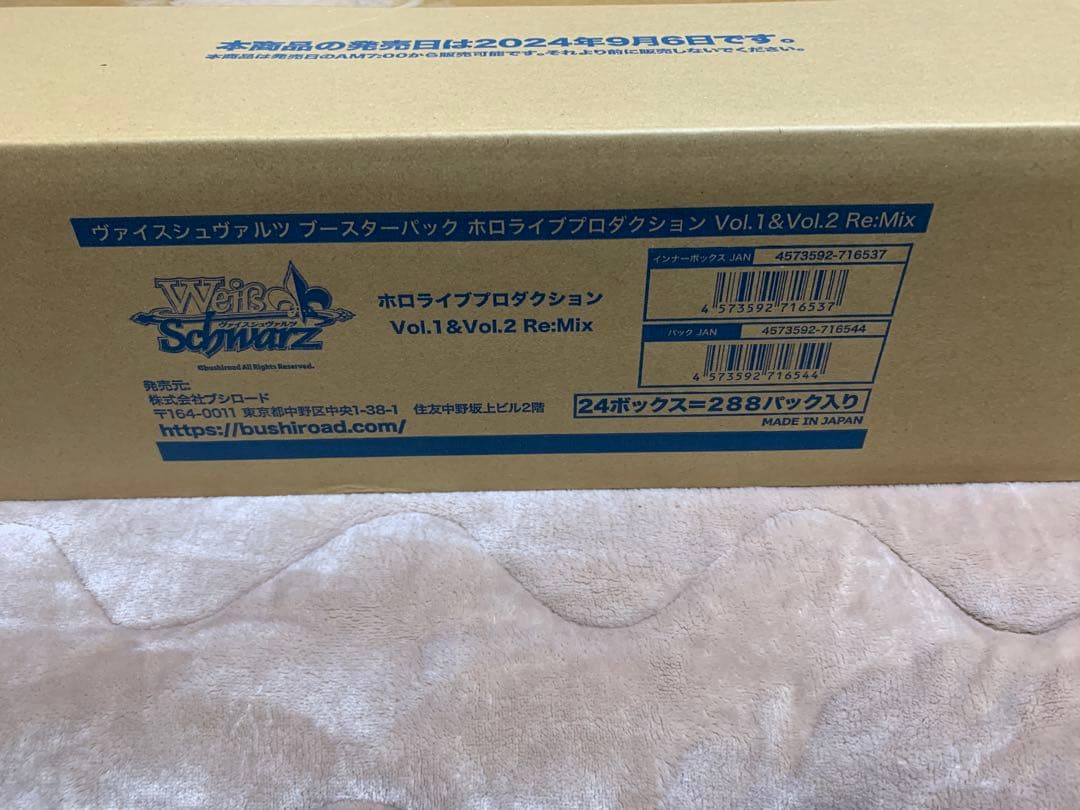 本商品の発売日は2024年9月6日です。
本商品は発売日のAM7:00から販売可能です。それより前に販売しないでください。
ヴァイスシュヴァルツ ブースターパック ホロライブプロダクション Vol.1&Vol.2 Re:Mix
Weiß
ヴァイスシュヴァルツ
Schwarz
©bushiroad All Rights Reserved.
ホロライブプロダクション
Vol.1&Vol.2 Re:Mix
インナーボックス JAN 4573592-716537
4 573592 716537
パック JAN 4573592-716544
4 573592 716544
発売元:
株式会社ブシロード
〒164-0011 東京都中野区中央1-38-1 住友中野坂上ビル2階
https://bushiroad.com/
24ボックス=288パック入り
MADE IN JAPAN